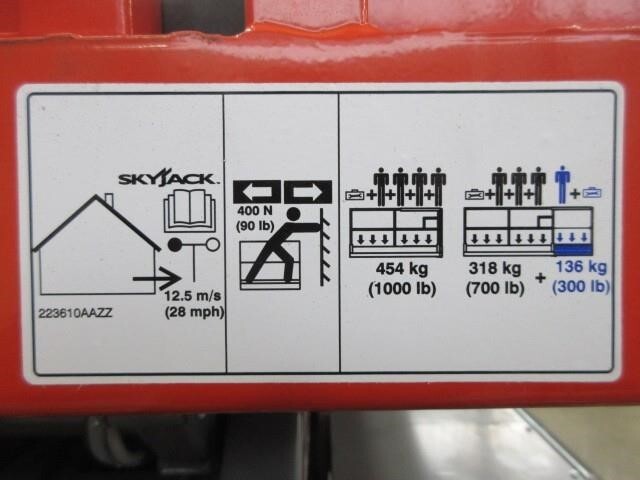 SKYJACK
12.5 m/s
(28 mph)
223610AAZZ
400 N
(90 lb)
+ + + +
454 kg
(1000 lb)
+ + + +
318 kg
(700 lb)
+
136 kg
(300 lb)